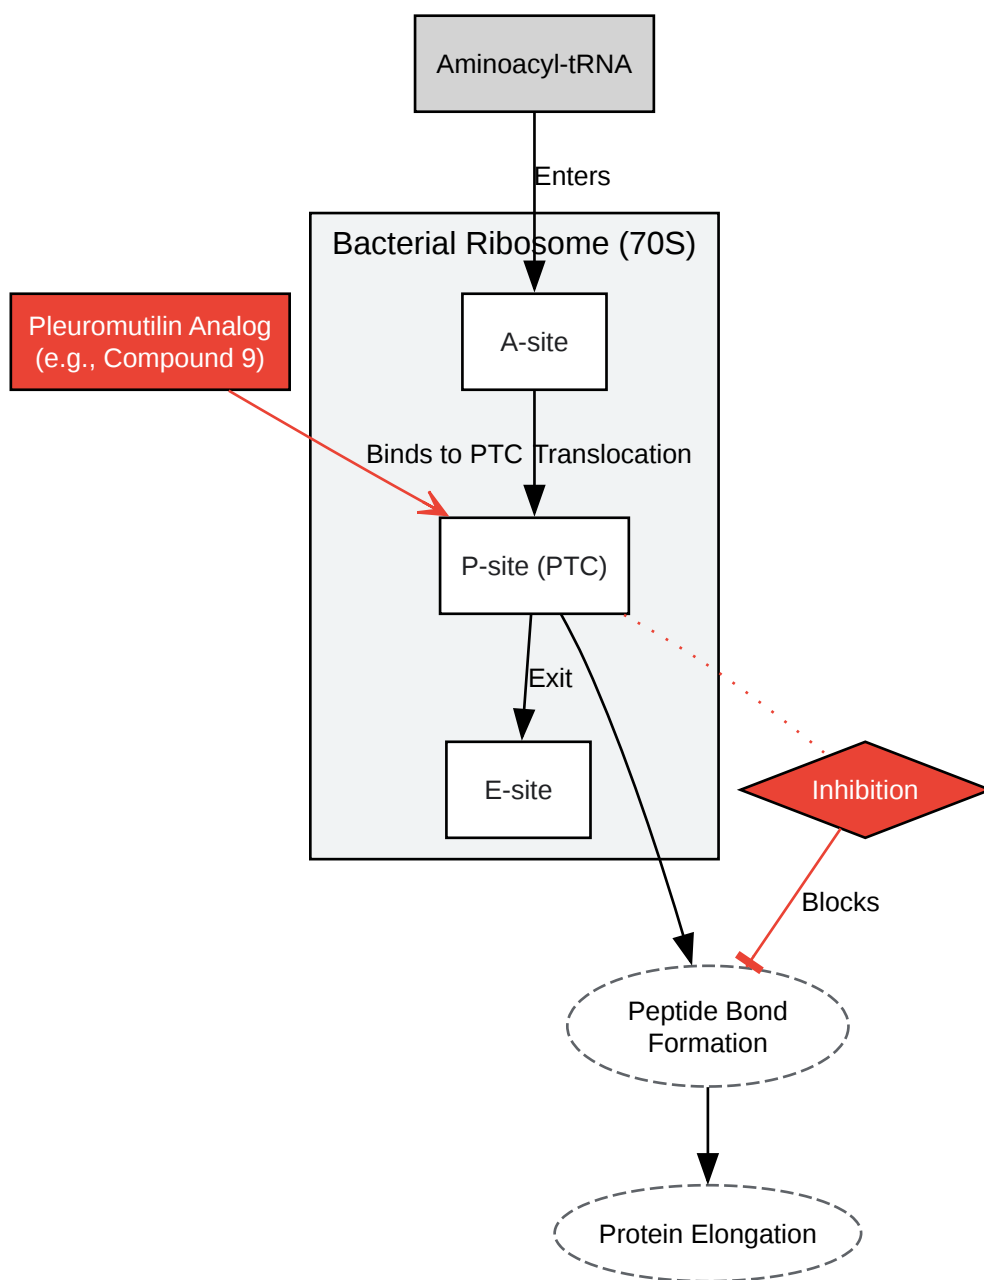 Aminoacyl-tRNA
Enters
Bacterial Ribosome (70S)
Pleuromutilin Analog
(e.g., Compound 9)
A-site
Binds to PTC
Translocation
P-site (PTC)
Exit
E-site
Inhibition
Blocks
Peptide Bond
Formation
Protein Elongation